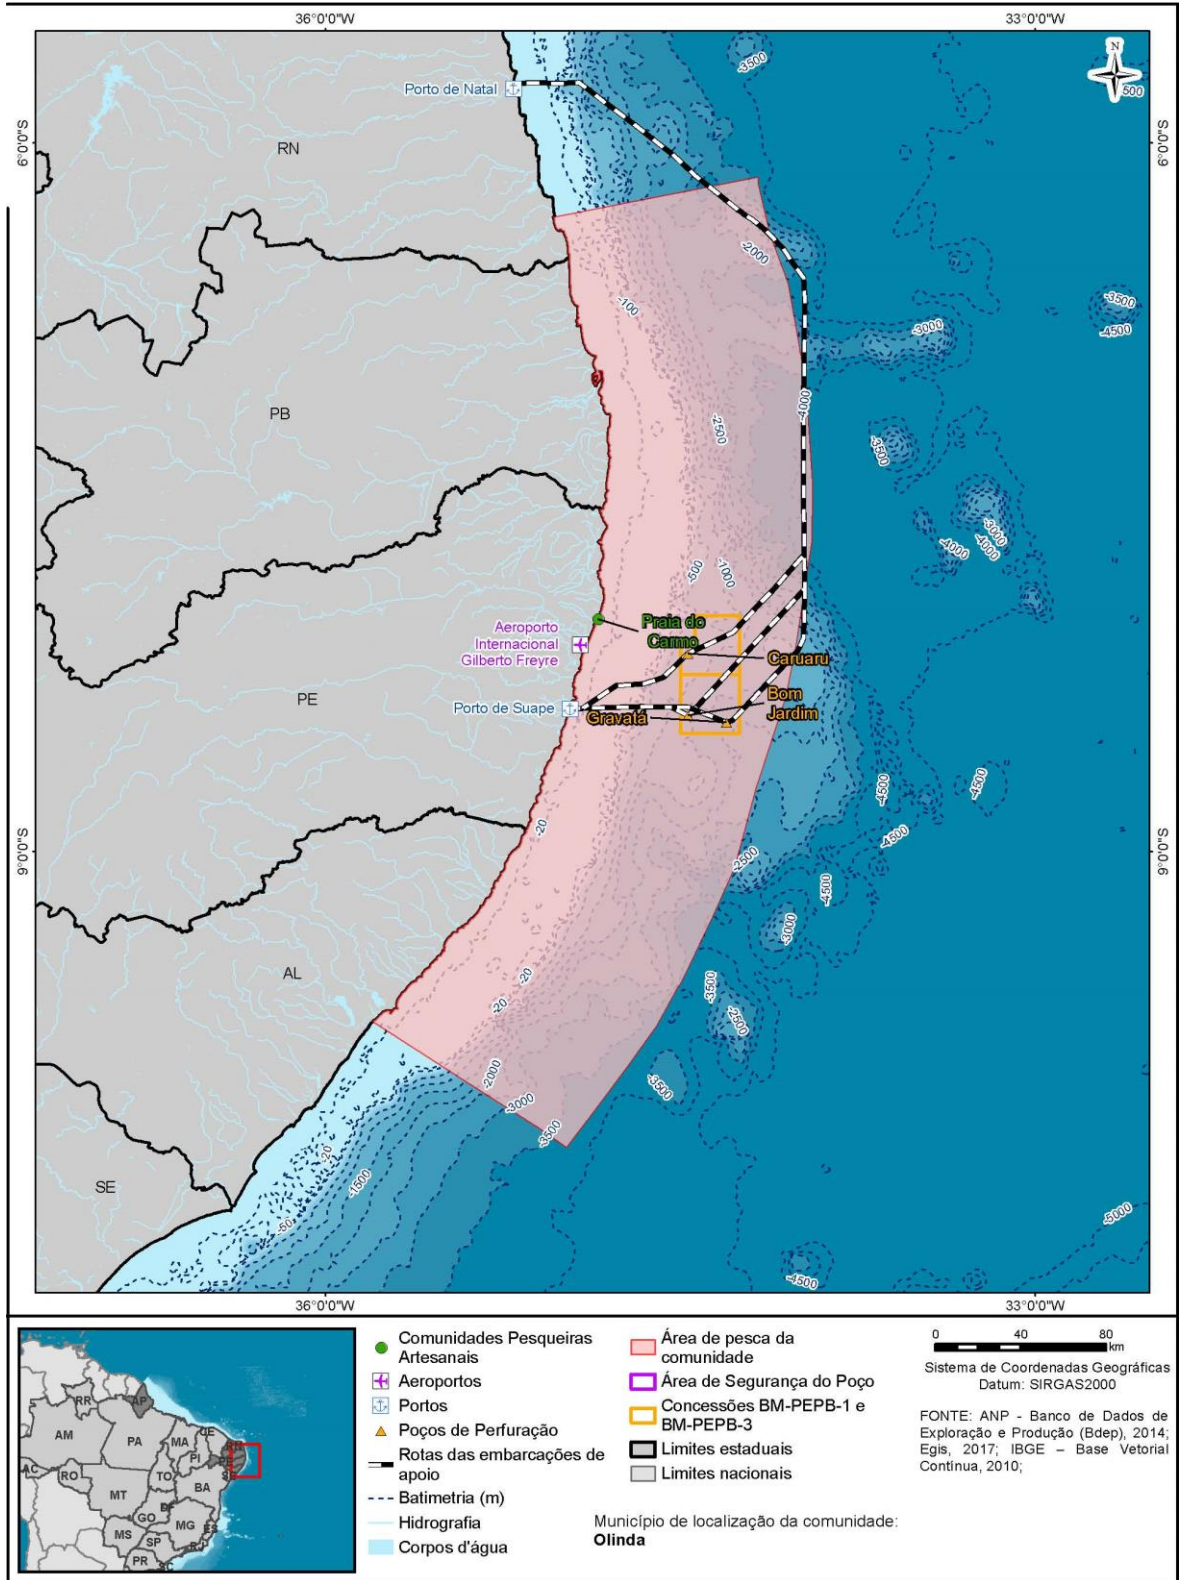 36°0'0"W
33°0'0"W
-3500
N
500
Porto de Natal
6°0'0"S
6°0'0"S
RN
-2000
-100
-3500
-4500
-3000
-4000
PB
-2500
-3500
-3000
-4000
-4000
-500
-1000
Praia do
Carmo
Aeroporto
Internacional
Gilberto Freyre
Caruaru
PE
Porto de Suape
Bom
Jardim
Gravatá
-4500
-4500
-20
-4500
9°0'0"S
9°0'0"S
-2500
-4500
-3000
AL
-20
-20
-3500
-2500
-2000
-3500
-3000
-3500
-20
SE
-1500
-50
-5000
-4500
36°0'0"W
33°0'0"W
RR
AP
AM
PA
MA
CE
RN
PI
PE
AC
RO
TO
SE
MT
BA
DF
GO
MG
ES
MS
SP
RJ
PR
SC
Comunidades Pesqueiras
Artesanais
Aeroportos
Portos
Poços de Perfuração
Rotas das embarcações de
apoio
Batimetria (m)
Hidrografia
Corpos d'água
Área de pesca da
comunidade
Área de Segurança do Poço
Concessões BM-PEPB-1 e
BM-PEPB-3
Limites estaduais
Limites nacionais
Município de localização da comunidade:
Olinda
0 40 80
km
Sistema de Coordenadas Geográficas
Datum: SIRGAS2000
FONTE: ANP - Banco de Dados de
Exploração e Produção (Bdep), 2014;
Egis, 2017; IBGE – Base Vetorial
Contínua, 2010;